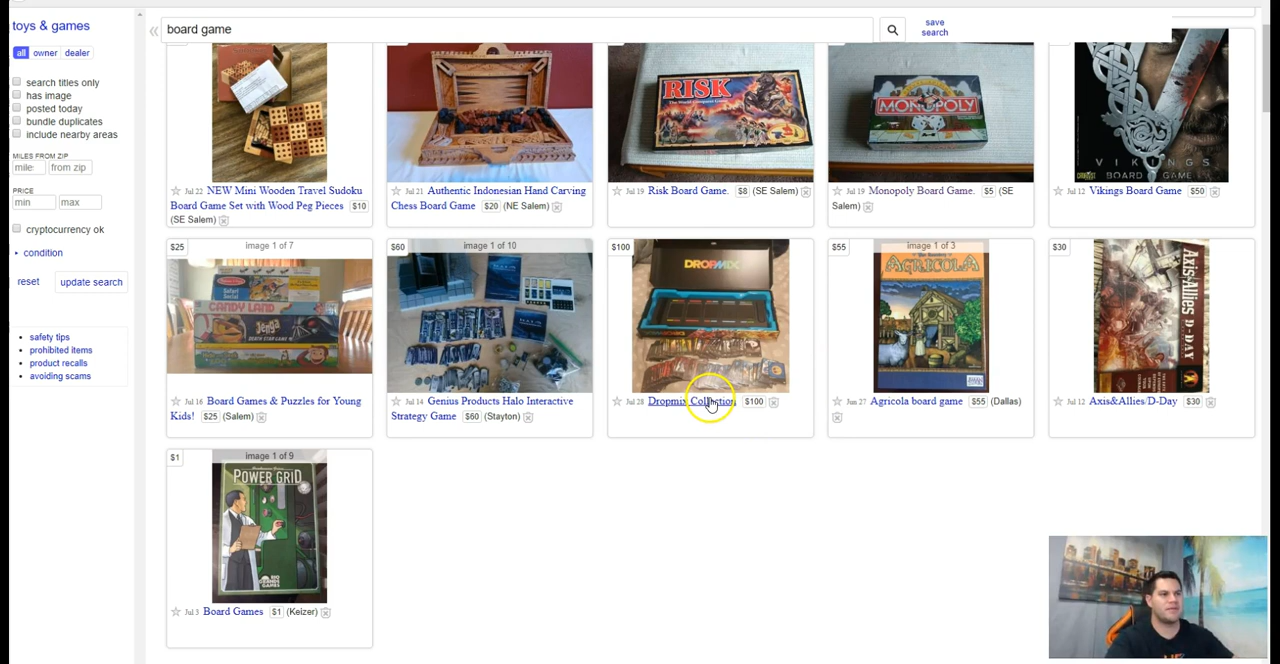 toys & games
all owner dealer
search titles only
has image
posted today
bundle duplicates
include nearby areas
MILES FROM ZIP
mile from zip
PRICE
min max
cryptocurrency ok
condition
reset update search
safety tips
prohibited items
product recalls
avoiding scams
board game
save
search
RISK
MONOPOLY
VIKINGS
BOARD GAME
Jul 22 NEW Mini Wooden Travel Sudoku
Board Game Set with Wood Peg Pieces $10
(SE Salem)
Jul 21 Authentic Indonesian Hand Carving
Chess Board Game $20 (NE Salem)
Jul 19 Risk Board Game. $8 (SE Salem)
Jul 19 Monopoly Board Game. $5 (SE
Salem)
Jul 12 Vikings Board Game $50
$25 image 1 of 7
CANDY LAND
Jenga
Jul 16 Board Games & Puzzles for Young
Kids! $25 (Salem)
$60 image 1 of 10
Jul 14 Genius Products Halo Interactive
Strategy Game $60 (Stayton)
$100
DROPMIX
Jul 28 Dropmix Collection $100
$55 image 1 of 3
AGRICOLA
Jun 27 Agricola board game $55 (Dallas)
$30
Axis&Allies D-DAY
Jul 12 Axis&Allies/D-Day $30
$1 image 1 of 9
POWER GRID
RIO GRANDE
GAMES
Jul 3 Board Games $1 (Keizer)